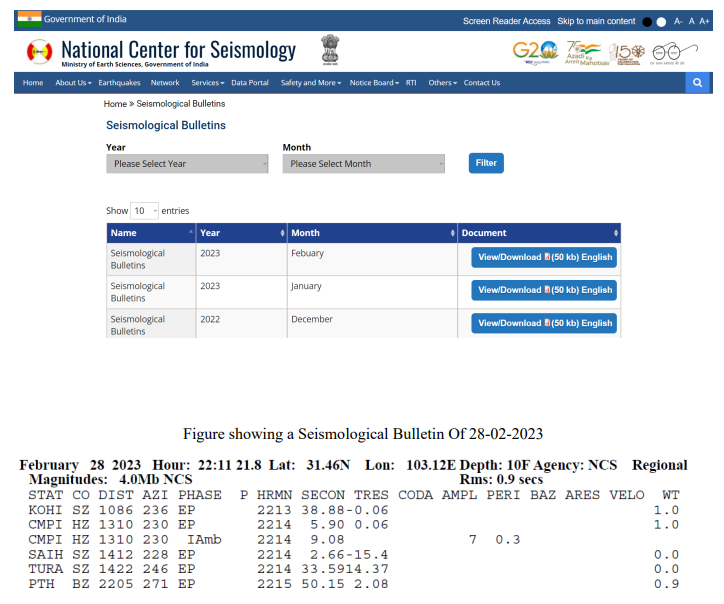 Government of India
Screen Reader Access Skip to main content A- A A+
National Center for Seismology
Ministry of Earth Sciences, Government of India
G20
Azadi Ka
Amrit Mahotsav
150
Home About Us Earthquakes Network Services Data Portal Safety and More Notice Board RTI Others Contact Us
Home » Seismological Bulletins
Seismological Bulletins
Year Month
Please Select Year Please Select Month Filter
Show 10 entries
Name Year Month Document
Seismological Bulletins 2023 Febuary View/Download (50 kb) English
Seismological Bulletins 2023 January View/Download (50 kb) English
Seismological Bulletins 2022 December View/Download (50 kb) English
Figure showing a Seismological Bulletin Of 28-02-2023
February 28 2023 Hour: 22:11 21.8 Lat: 31.46N Lon: 103.12E Depth: 10F Agency: NCS Regional
Magnitudes: 4.0Mb NCS Rms: 0.9 secs
STAT CO DIST AZI PHASE P HRMN SECON TRES CODA AMPL PERI BAZ ARES VELO WT
KOHI SZ 1086 236 EP 2213 38.88-0.06 1.0
CMPI HZ 1310 230 EP 2214 5.90 0.06 1.0
CMPI HZ 1310 230 IAmb 2214 9.08 7 0.3
SAIH SZ 1412 228 EP 2214 2.66-15.4 0.0
TURA SZ 1422 246 EP 2214 33.5914.37 0.0
PTH BZ 2205 271 EP 2215 50.15 2.08 0.9